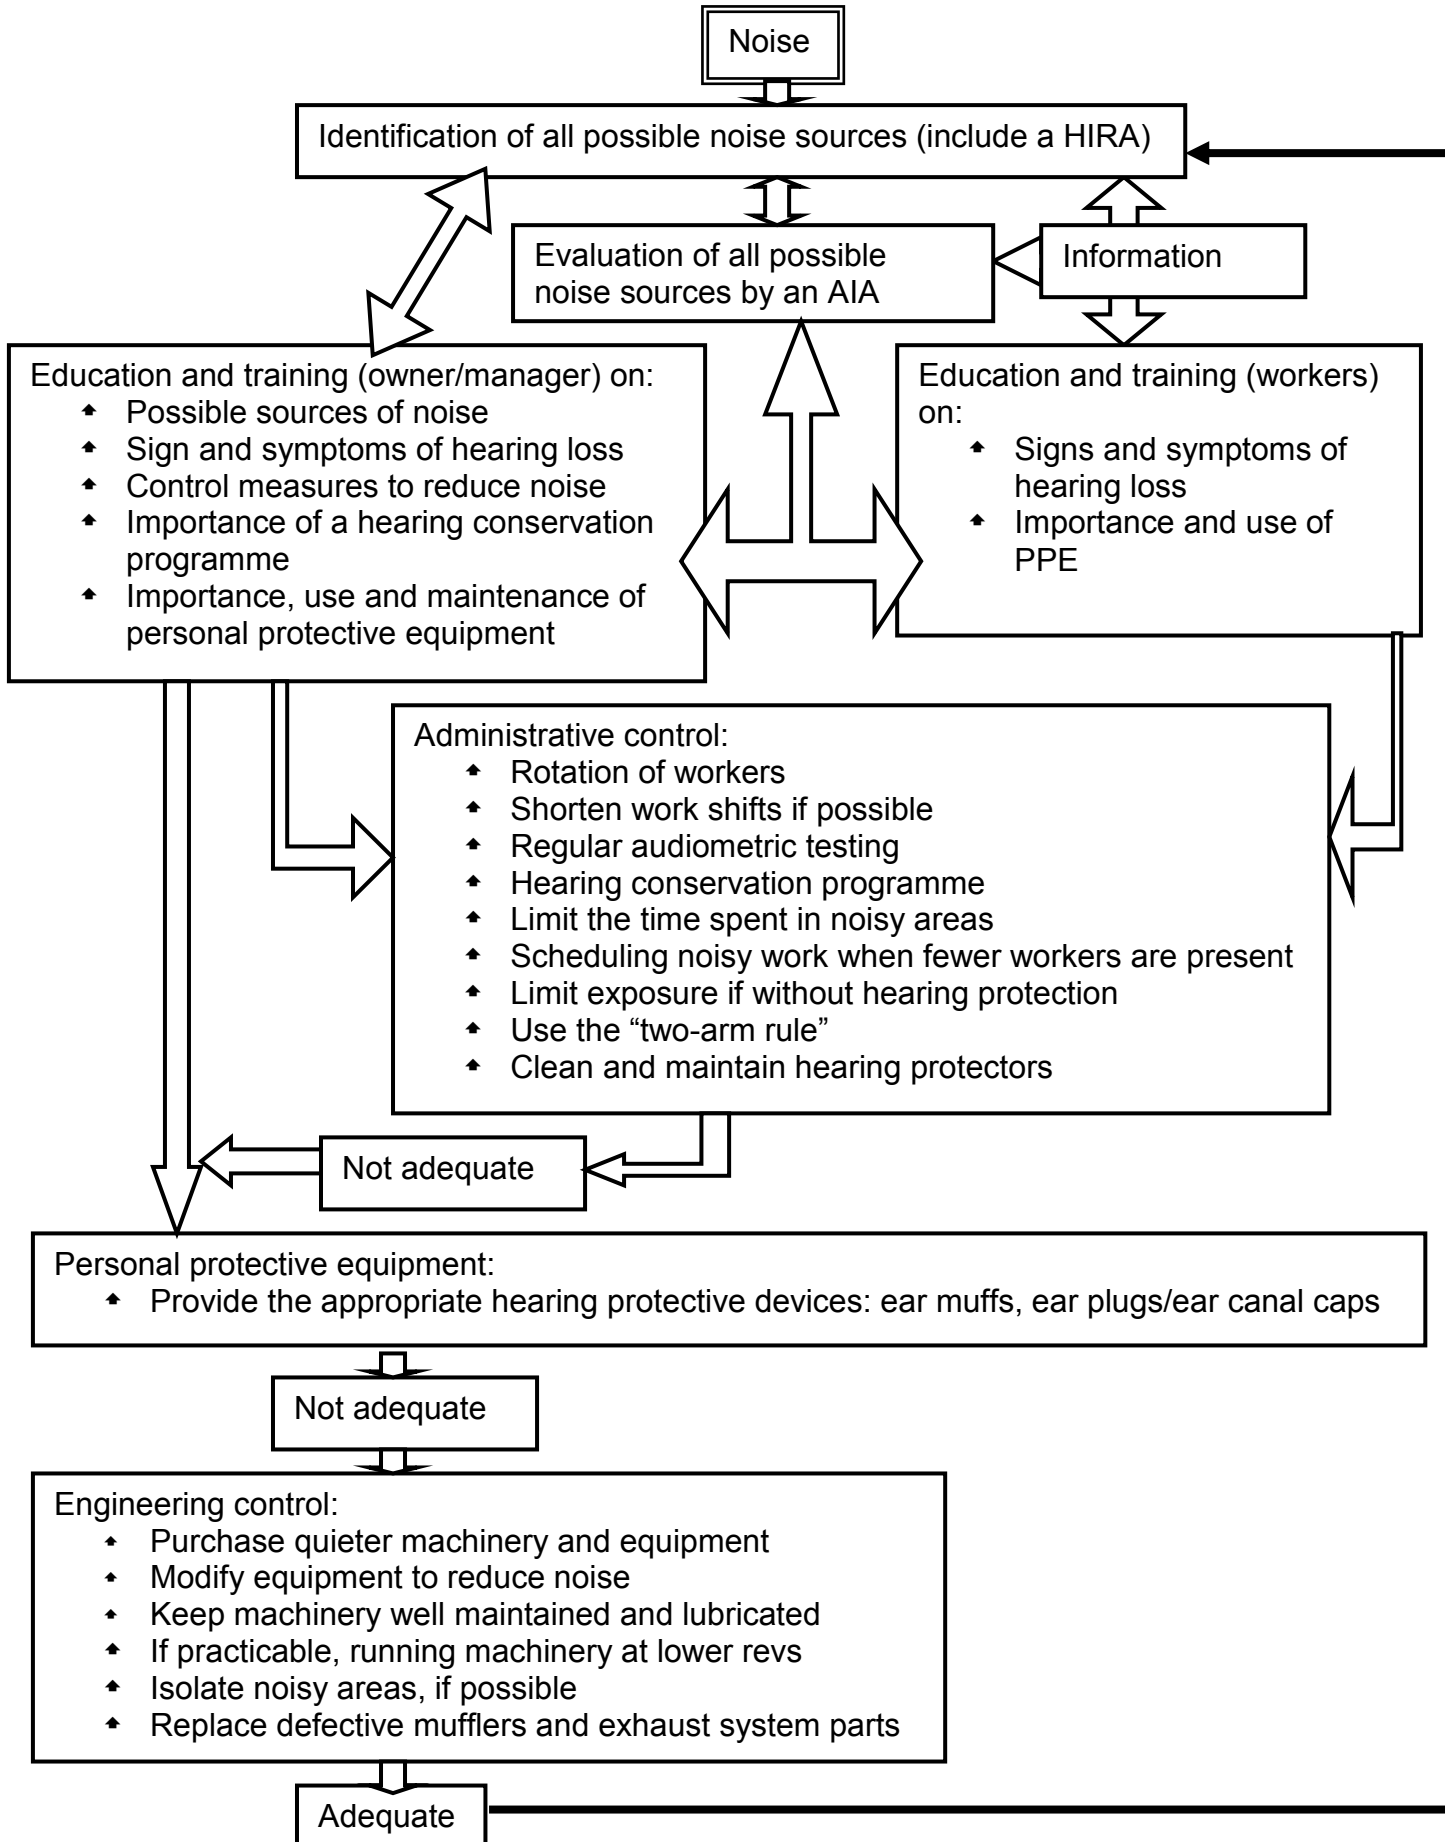 Noise
Identification of all possible noise sources (include a HIRA)
Evaluation of all possible
noise sources by an AIA
Information
Education and training (owner/manager) on:
Possible sources of noise
Sign and symptoms of hearing loss
Control measures to reduce noise
Importance of a hearing conservation
programme
Importance, use and maintenance of
personal protective equipment
Education and training (workers)
on:
Signs and symptoms of
hearing loss
Importance and use of
PPE
Administrative control:
Rotation of workers
Shorten work shifts if possible
Regular audiometric testing
Hearing conservation programme
Limit the time spent in noisy areas
Scheduling noisy work when fewer workers are present
Limit exposure if without hearing protection
Use the “two-arm rule”
Clean and maintain hearing protectors
Not adequate
Personal protective equipment:
Provide the appropriate hearing protective devices: ear muffs, ear plugs/ear canal caps
Not adequate
Engineering control:
Purchase quieter machinery and equipment
Modify equipment to reduce noise
Keep machinery well maintained and lubricated
If practicable, running machinery at lower revs
Isolate noisy areas, if possible
Replace defective mufflers and exhaust system parts
Adequate